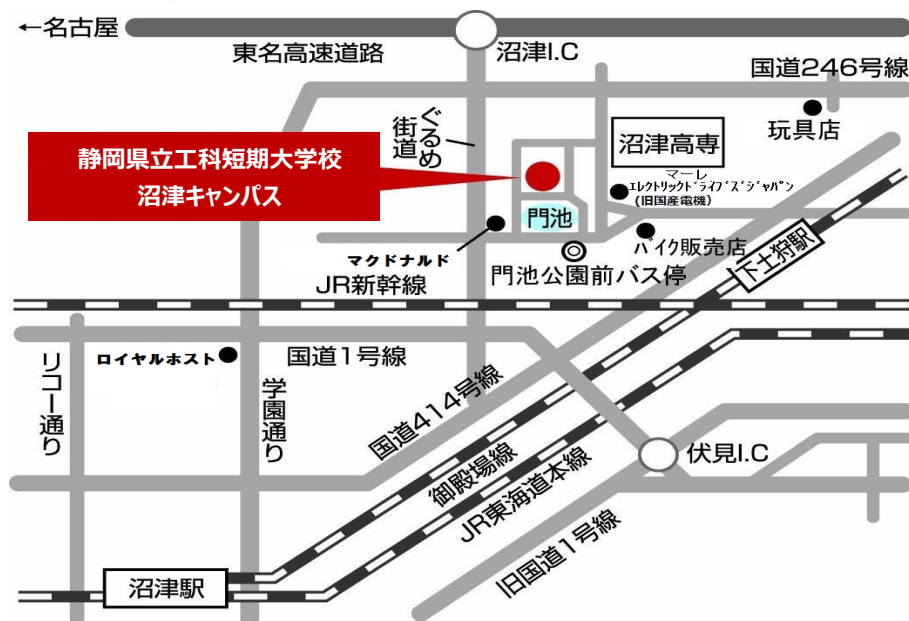 ←名古屋
東名高速道路
沼津I.C
国道246号線
ぐるめ
街道
玩具店
沼津高専
静岡県立工科短期大学校
沼津キャンパス
マーレ
エレクトリックドライブズジャパン
(旧国産電機)
門池
マクドナルド
バイク販売店
門池公園前バス停
下土狩駅
JR新幹線
ロイヤルホスト
国道1号線
リコー通り
学園通り
国道414号線
御殿場線
JR東海道本線
伏見I.C
旧国道1号線
沼津駅